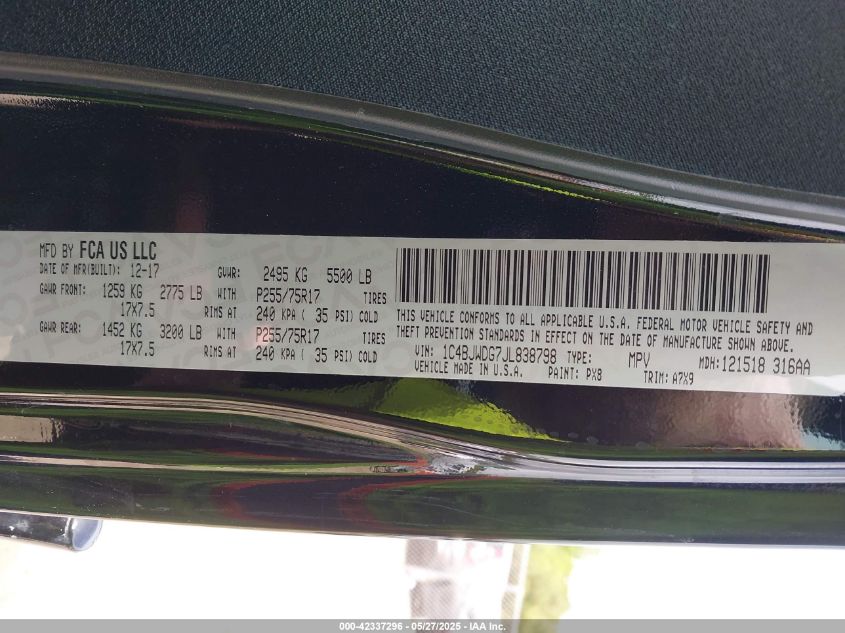 MFD BY FCA US LLC
DATE OF MFR(BUILT): 12-17 GVWR: 2495 KG 5500 LB
GAWR FRONT: 1259 KG 2775 LB WITH P255/75R17 TIRES
17X7.5 RIMS AT 240 KPA ( 35 PSI) COLD
GAWR REAR: 1452 KG 3200 LB WITH P255/75R17 TIRES
17X7.5 RIMS AT 240 KPA ( 35 PSI) COLD
THIS VEHICLE CONFORMS TO ALL APPLICABLE U.S.A. FEDERAL MOTOR VEHICLE SAFETY AND
THEFT PREVENTION STANDARDS IN EFFECT ON THE DATE OF MANUFACTURE SHOWN ABOVE.
VIN: 1C4BJWDG7JL838798 TYPE: MPV MDH:121518 316AA
VEHICLE MADE IN U.S.A. PAINT: PX8 TRIM: A7X9
000-42337296 - 05/27/2025 - IAA Inc.